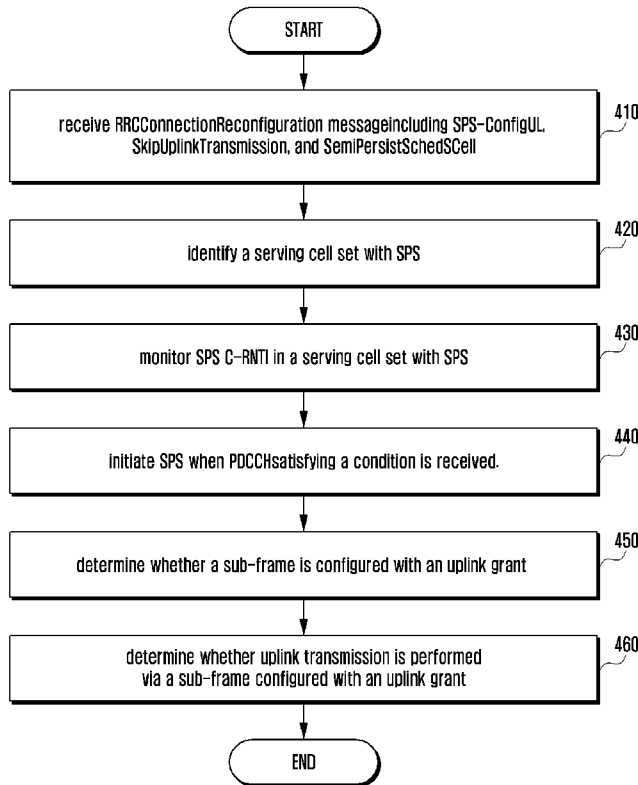 START
receive RRCConnectionReconfiguration messageincluding SPS-ConfigUL,
SkipUplinkTransmission, and SemiPersistSchedSCell
410
identify a serving cell set with SPS
420
monitor SPS C-RNTI in a serving cell set with SPS
430
initiate SPS when PDCCHsatisfying a condition is received.
440
determine whether a sub-frame is configured with an uplink grant
450
determine whether uplink transmission is performed
via a sub-frame configured with an uplink grant
460
END